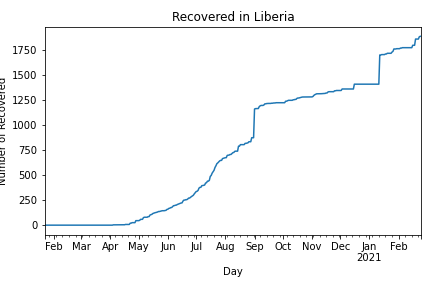 Recovered in Liberia
Number of Recovered
1750
1500
1250
1000
750
500
250
0
Feb Mar Apr May Jun Jul Aug Sep Oct Nov Dec Jan Feb
2021
Day